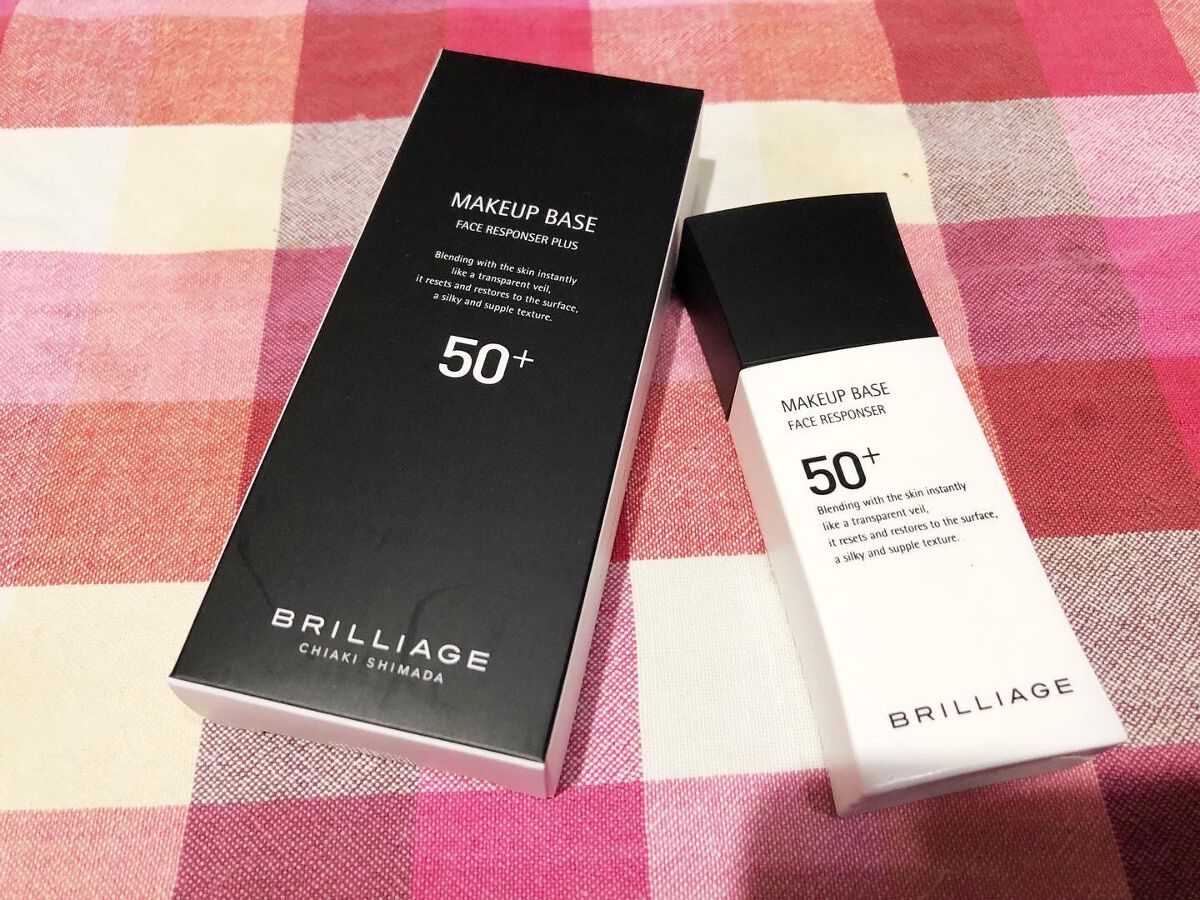 MAKEUP BASE
FACE RESPONSER PLUS
Blending with the skin instantly
like a transparent veil,
it resets and restores to the surface,
a silky and supple texture.
50+
BRILLIAGE
CHIAKI SHIMADA
MAKEUP BASE
FACE RESPONSER
50+
Blending with the skin instantly
like a transparent veil,
it resets and restores to the surface,
a silky and supple texture.
BRILLIAGE